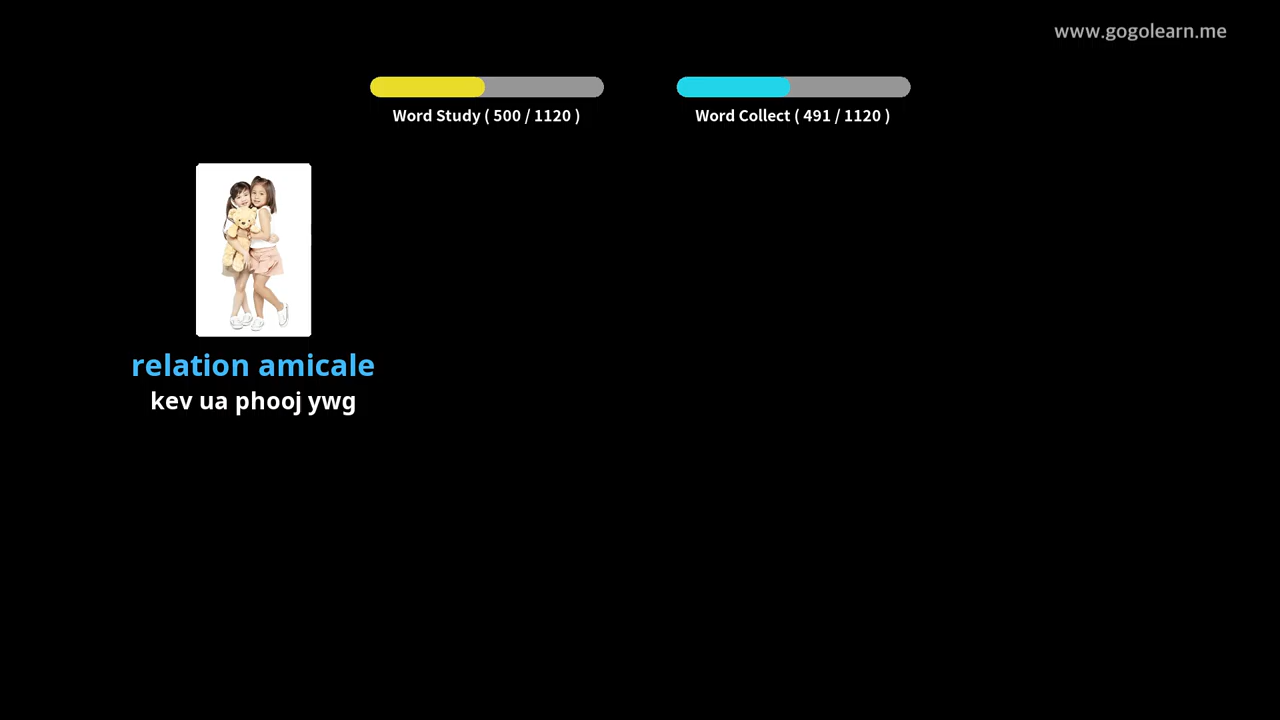 www.gogolearn.me
Word Study ( 500 / 1120 )
Word Collect ( 491 / 1120 )
relation amicale
kev ua phooj ywg